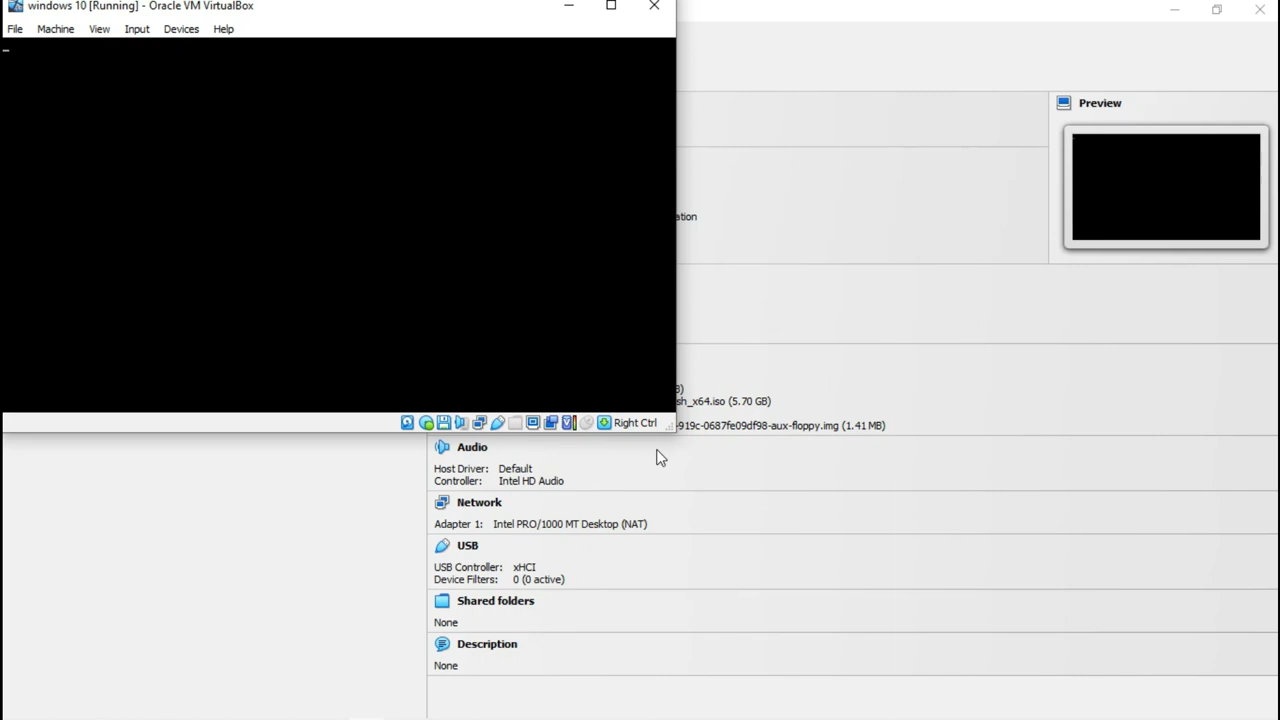 windows 10 [Running] - Oracle VM VirtualBox
File Machine View Input Devices Help
_
Right Ctrl
Preview
ation
B)
sh_x64.iso (5.70 GB)
-919c-0687fe09df98-aux-floppy.img (1.41 MB)
Audio
Host Driver: Default
Controller: Intel HD Audio
Network
Adapter 1: Intel PRO/1000 MT Desktop (NAT)
USB
USB Controller: xHCI
Device Filters: 0 (0 active)
Shared folders
None
Description
None